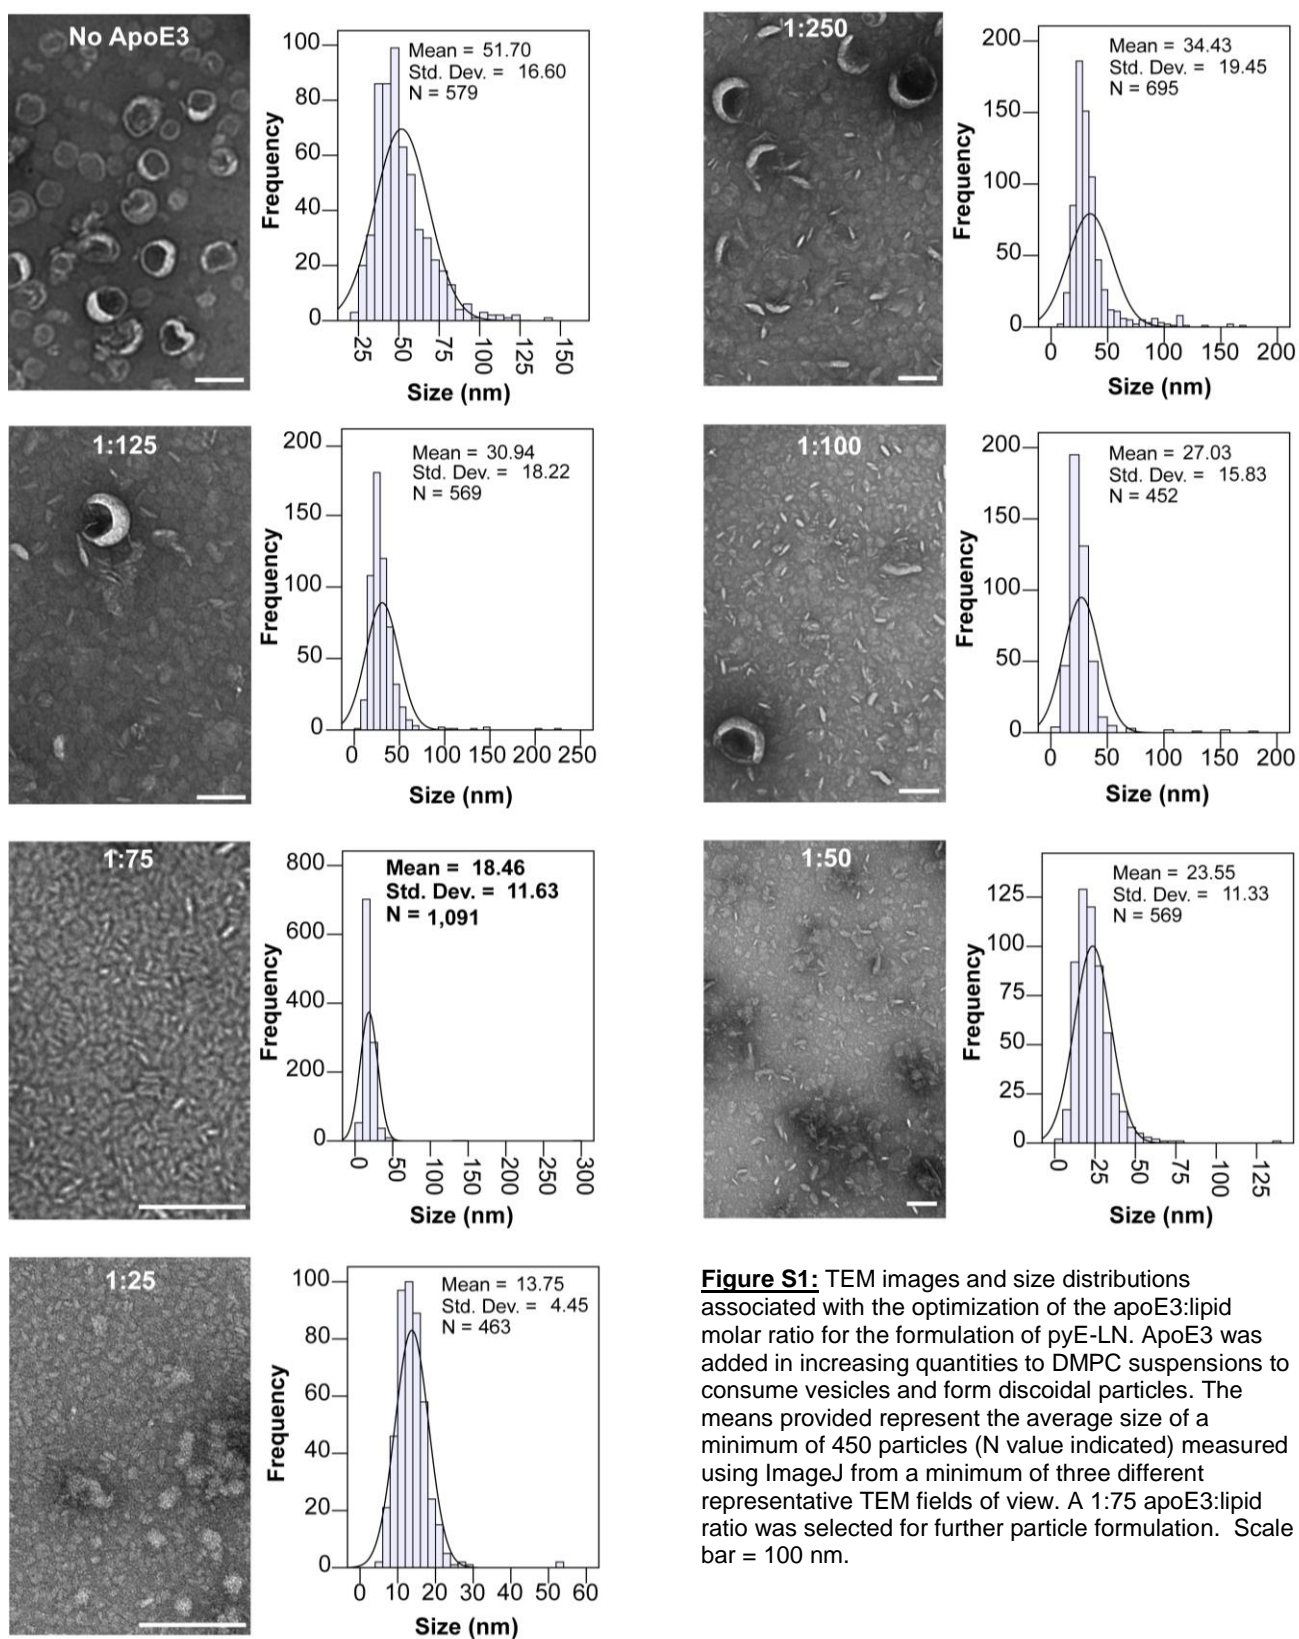 No ApoE3
Mean = 51.70
Std. Dev. = 16.60
N = 579
Frequency
100
80
60
40
20
0
25 50 75 100 125 150
Size (nm)
1:250
Mean = 34.43
Std. Dev. = 19.45
N = 695
Frequency
200
150
100
50
0
0 50 100 150 200
Size (nm)
1:125
Mean = 30.94
Std. Dev. = 18.22
N = 569
Frequency
200
150
100
50
0
0 50 100 150 200 250
Size (nm)
1:100
Mean = 27.03
Std. Dev. = 15.83
N = 452
Frequency
200
150
100
50
0
0 50 100 150 200
Size (nm)
1:75
Mean = 18.46
Std. Dev. = 11.63
N = 1,091
Frequency
800
600
400
200
0
0 50 100 150 200 250 300
Size (nm)
1:50
Mean = 23.55
Std. Dev. = 11.33
N = 569
Frequency
125
100
75
50
25
0
0 25 50 75 100 125
Size (nm)
1:25
Mean = 13.75
Std. Dev. = 4.45
N = 463
Frequency
100
80
60
40
20
0
0 10 20 30 40 50 60
Size (nm)
Figure S1: TEM images and size distributions
associated with the optimization of the apoE3:lipid
molar ratio for the formulation of pyE-LN. ApoE3 was
added in increasing quantities to DMPC suspensions to
consume vesicles and form discoidal particles. The
means provided represent the average size of a
minimum of 450 particles (N value indicated) measured
using ImageJ from a minimum of three different
representative TEM fields of view. A 1:75 apoE3:lipid
ratio was selected for further particle formulation. Scale
bar = 100 nm.